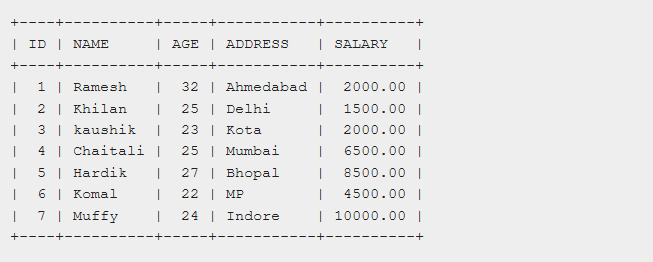 +----+----------+-----+-----------+----------+
| ID | NAME     | AGE | ADDRESS   | SALARY   |
+----+----------+-----+-----------+----------+
|  1 | Ramesh   |  32 | Ahmedabad |  2000.00 |
|  2 | Khilan   |  25 | Delhi     |  1500.00 |
|  3 | kaushik  |  23 | Kota      |  2000.00 |
|  4 | Chaitali |  25 | Mumbai    |  6500.00 |
|  5 | Hardik   |  27 | Bhopal    |  8500.00 |
|  6 | Komal    |  22 | MP        |  4500.00 |
|  7 | Muffy    |  24 | Indore    | 10000.00 |
+----+----------+-----+-----------+----------+